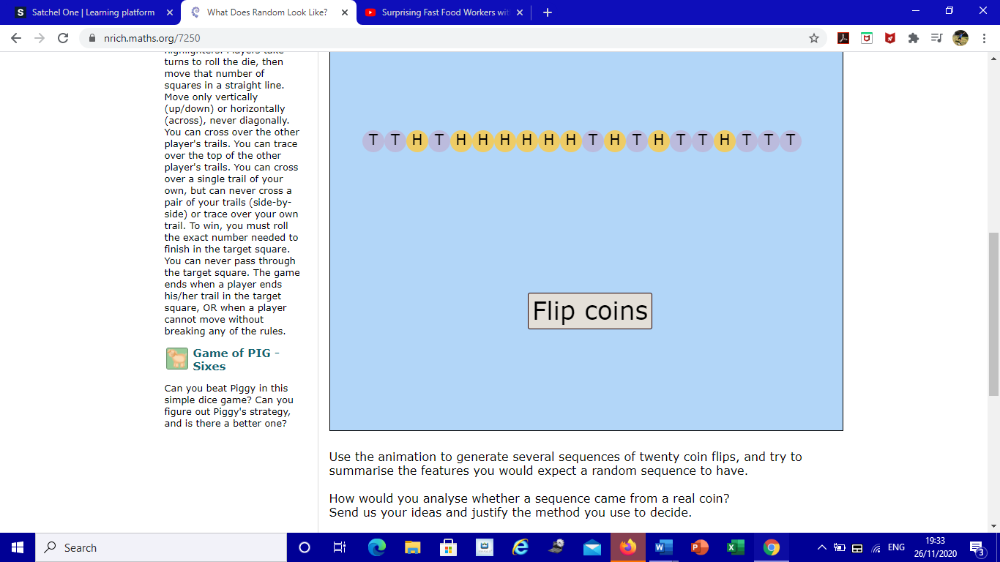 Satchel One | Learning platform
What Does Random Look Like?
Surprising Fast Food Workers wit
nrich.maths.org/7250
highlighters. Players take
turns to roll the die, then
move that number of
squares in a straight line.
Move only vertically
(up/down) or horizontally
(across), never diagonally.
You can cross over the other
player's trails. You can trace
over the top of the other
player's trails. You can cross
over a single trail of your
own, but can never cross a
pair of your trails (side-by-
side) or trace over your own
trail. To win, you must roll
the exact number needed to
finish in the target square.
You can never pass through
the target square. The game
ends when a player ends
his/her trail in the target
square, OR when a player
cannot move without
breaking any of the rules.
Game of PIG -
Sixes
Can you beat Piggy in this
simple dice game? Can you
figure out Piggy's strategy,
and is there a better one?
T T H T H H H H H H T H T H T T H T T T
Flip coins
Use the animation to generate several sequences of twenty coin flips, and try to
summarise the features you would expect a random sequence to have.
How would you analyse whether a sequence came from a real coin?
Send us your ideas and justify the method you use to decide.
Search
ENG
19:33
26/11/2020
3